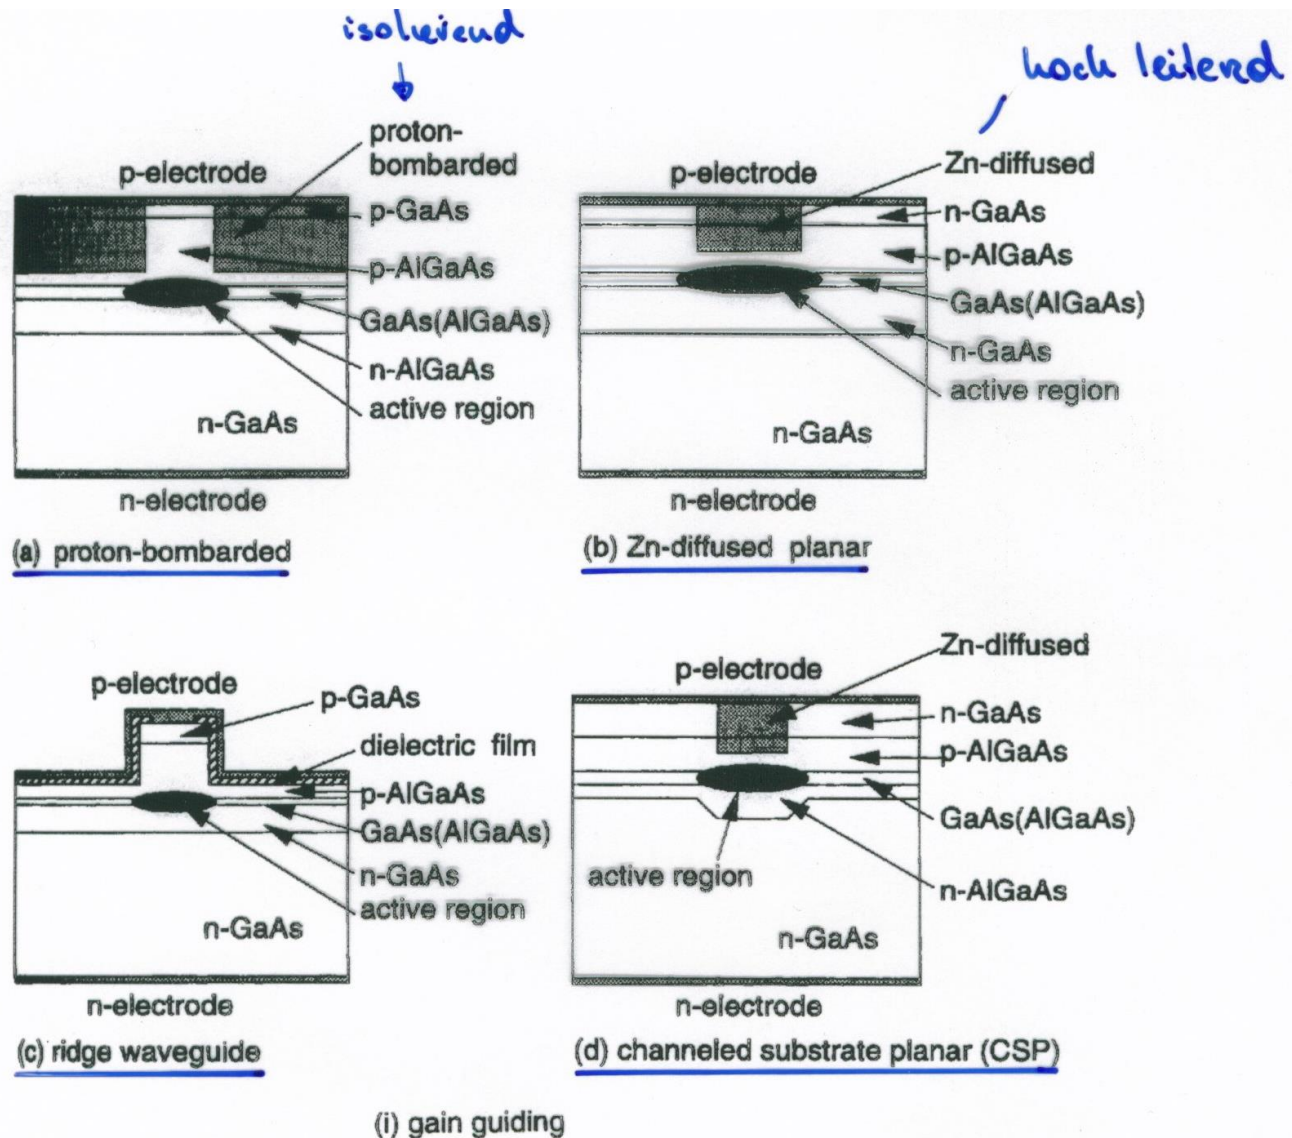 isolierend
hoch leitend
proton-
bombarded
p-electrode
p-GaAs
p-AlGaAs
GaAs(AlGaAs)
n-AlGaAs
active region
n-GaAs
n-electrode
(a) proton-bombarded
Zn-diffused
p-electrode
n-GaAs
p-AlGaAs
GaAs(AlGaAs)
n-GaAs
active region
n-GaAs
n-electrode
(b) Zn-diffused planar
p-electrode
p-GaAs
dielectric film
p-AlGaAs
GaAs(AlGaAs)
n-GaAs
active region
n-GaAs
n-electrode
(c) ridge waveguide
Zn-diffused
p-electrode
n-GaAs
p-AlGaAs
GaAs(AlGaAs)
active region
n-AlGaAs
n-GaAs
n-electrode
(d) channeled substrate planar (CSP)
(i) gain guiding